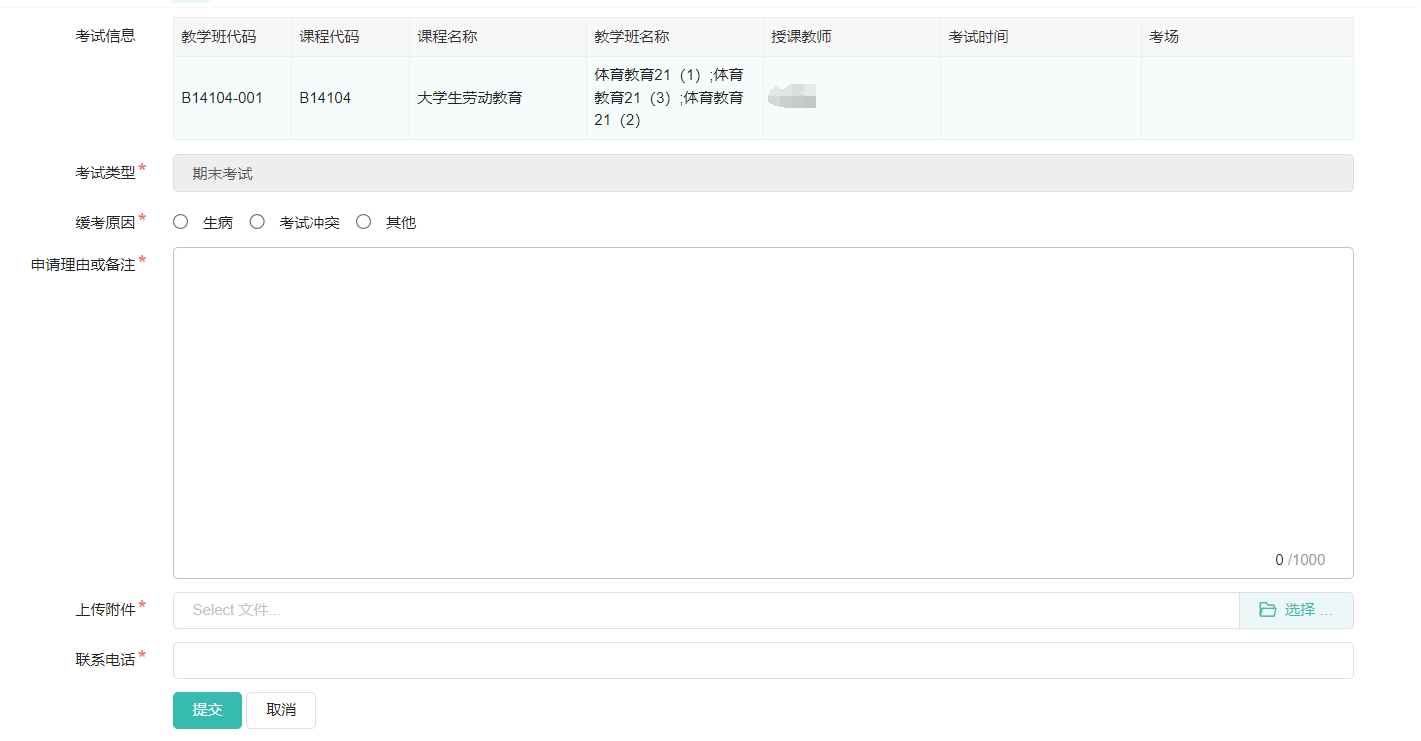 考试信息
教学班代码 课程代码 课程名称 教学班名称 授课教师 考试时间 考场
B14104-001 B14104 大学生劳动教育 体育教育21（1）;体育
教育21（3）;体育教育
21（2）
考试类型* 期末考试
缓考原因* 生病 考试冲突 其他
申请理由或备注*
0 /1000
上传附件* Select 文件... 选择 ...
联系电话*
提交 取消